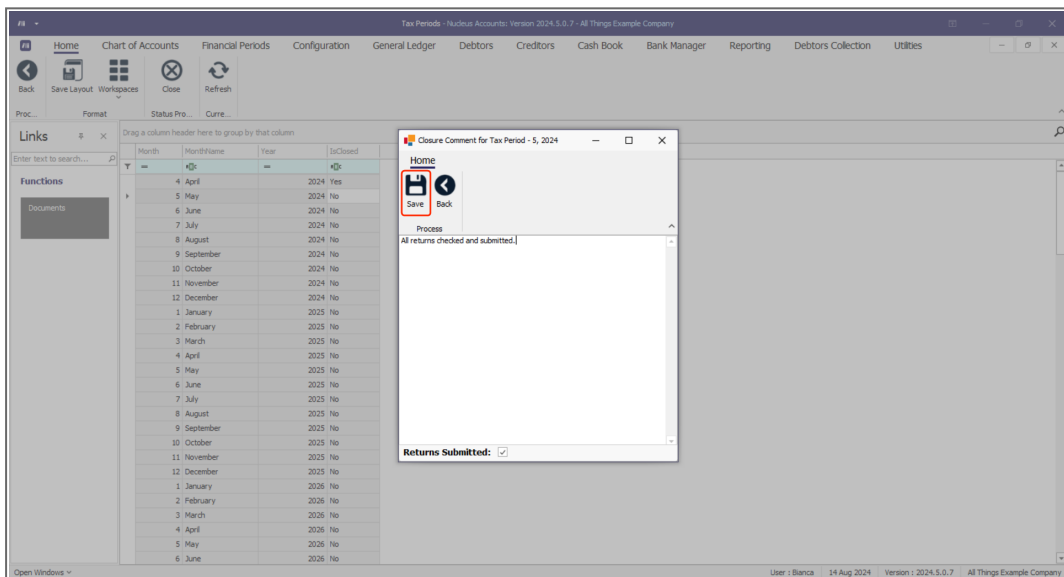 Tax Periods - Nucleus Accounts: Version 2024.5.0.7 - All Things Example Company
Home Chart of Accounts Financial Periods Configuration General Ledger Debtors Creditors Cash Book Bank Manager Reporting Debtors Collection Utilities
Back Save Layout Workspaces Close Refresh
Proc... Format Status Pro... Curre...
Links
Enter text to search...
Functions
Documents
Drag a column header here to group by that column
Month MonthName Year IsClosed
4 April 2024 Yes
5 May 2024 No
6 June 2024 No
7 July 2024 No
8 August 2024 No
9 September 2024 No
10 October 2024 No
11 November 2024 No
12 December 2024 No
1 January 2025 No
2 February 2025 No
3 March 2025 No
4 April 2025 No
5 May 2025 No
6 June 2025 No
7 July 2025 No
8 August 2025 No
9 September 2025 No
10 October 2025 No
11 November 2025 No
12 December 2025 No
1 January 2026 No
2 February 2026 No
3 March 2026 No
4 April 2026 No
5 May 2026 No
6 June 2026 No
Closure Comment for Tax Period - 5, 2024
Home
Save Back
Process
All returns checked and submitted.
Returns Submitted:
Open Windows
User : Bianca 14 Aug 2024 Version : 2024.5.0.7 All Things Example Company